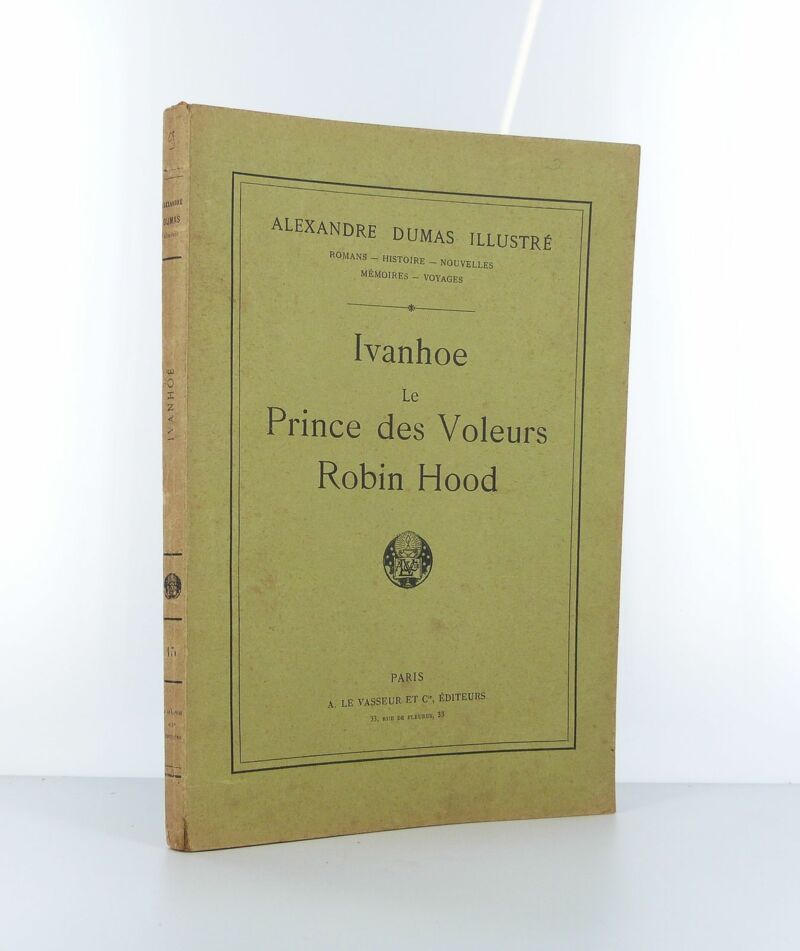 ALEXANDRE DUMAS ILLUSTRÉ
ROMANS — HISTOIRE — NOUVELLES
MÉMOIRES — VOYAGES
Ivanhoe
Le
Prince des Voleurs
Robin Hood
PARIS
A. LE VASSEUR ET Cie, ÉDITEURS
33, RUE DE FLEURUS, 33
ALEXANDRE
DUMAS
IVANHOË
15